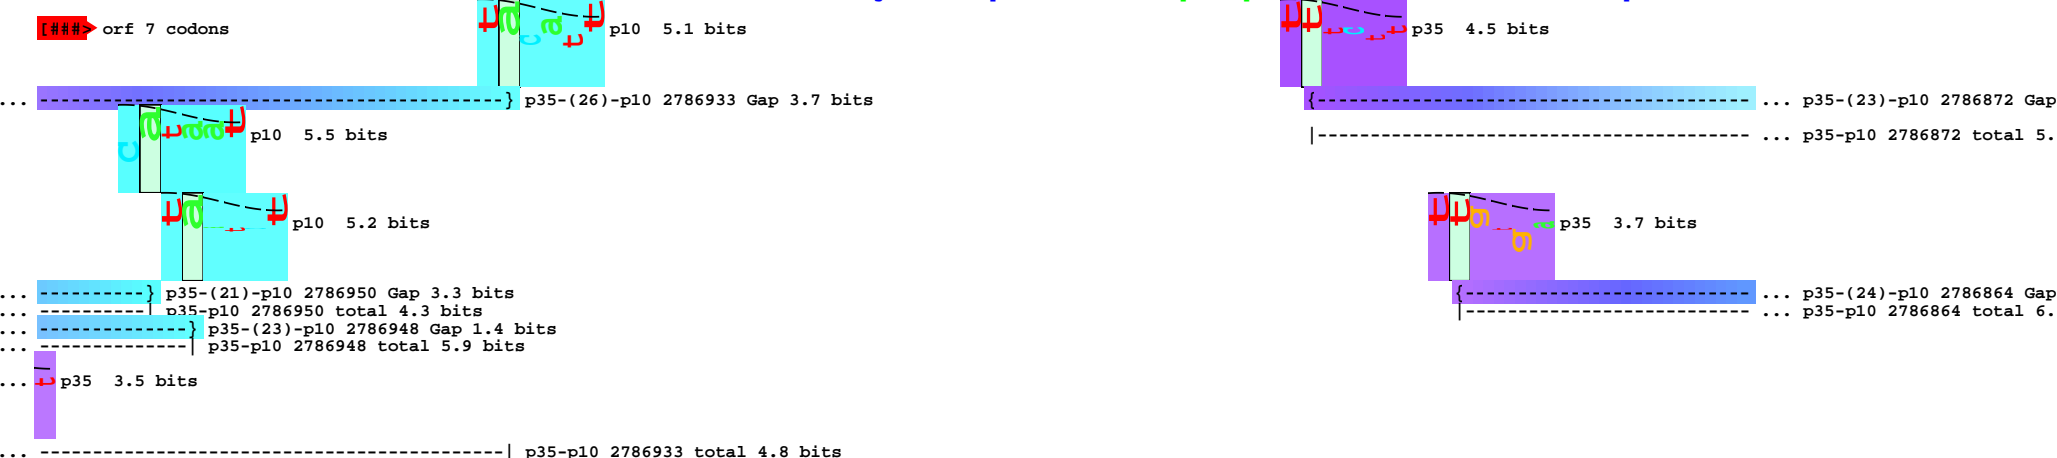 [###> orf 7 codons
t a c a t t p10 5.1 bits
t t t c t t p35 4.5 bits
... --------------------------------------------} p35-(26)-p10 2786933 Gap 3.7 bits
{----------------------------------------- ... p35-(23)-p10 2786872 Gap
c a t a a t p10 5.5 bits
|----------------------------------------- ... p35-p10 2786872 total 5.
t a t p10 5.2 bits
t t g g a p35 3.7 bits
... ----------} p35-(21)-p10 2786950 Gap 3.3 bits
{--------------------------- ... p35-(24)-p10 2786864 Gap
... ----------| p35-p10 2786950 total 4.3 bits
|--------------------------- ... p35-p10 2786864 total 6.
... --------------} p35-(23)-p10 2786948 Gap 1.4 bits
... --------------| p35-p10 2786948 total 5.9 bits
... t p35 3.5 bits
... --------------------------------------------| p35-p10 2786933 total 4.8 bits